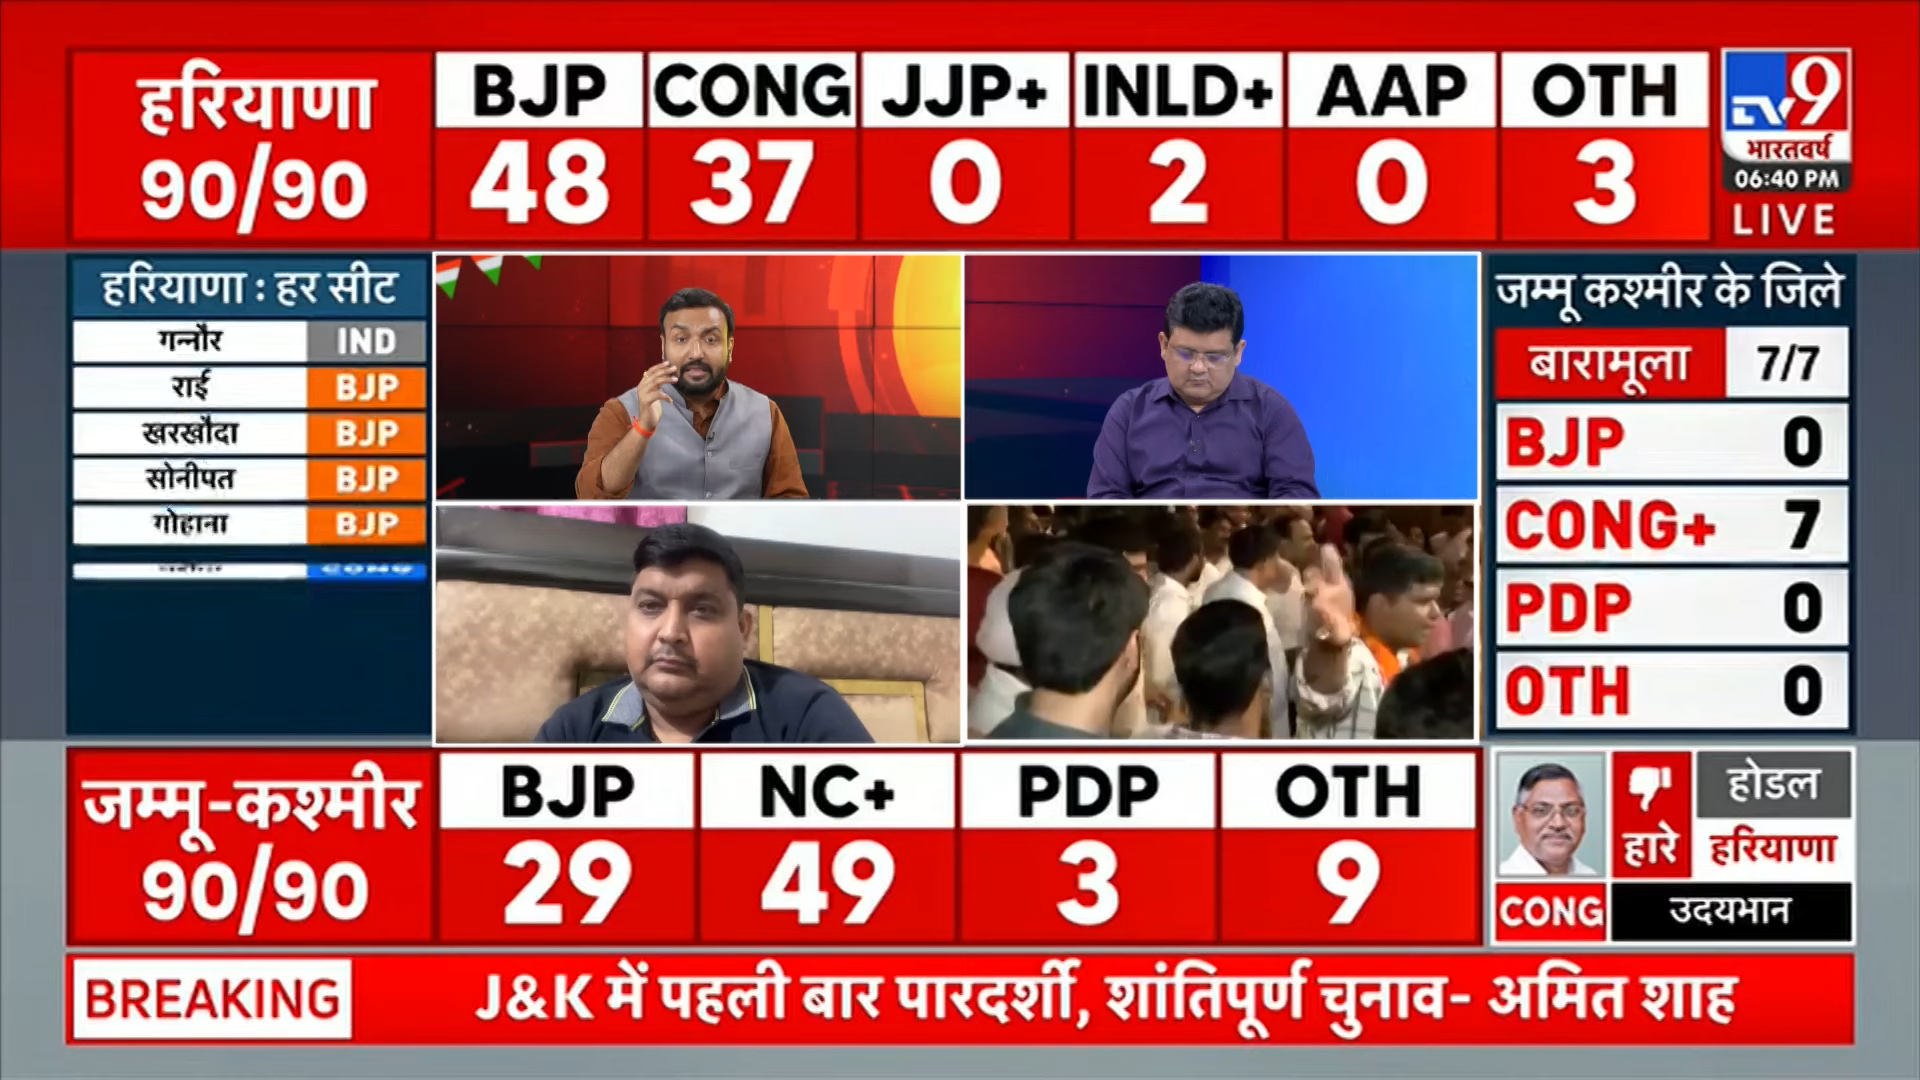 हरियाणा
90/90
BJP CONG JJP+ INLD+ AAP OTH
48 37 0 2 0 3
TV9
भारतवर्ष
06:40 PM
LIVE
हरियाणा : हर सीट
गन्नौर IND
राई BJP
खरखौदा BJP
सोनीपत BJP
गोहाना BJP
CONG
जम्मू कश्मीर के जिले
बारामूला 7/7
BJP 0
CONG+ 7
PDP 0
OTH 0
जम्मू-कश्मीर
90/90
BJP NC+ PDP OTH
29 49 3 9
होडल
हारे हरियाणा
CONG उदयभान
BREAKING J&K में पहली बार पारदर्शी, शांतिपूर्ण चुनाव- अमित शाह